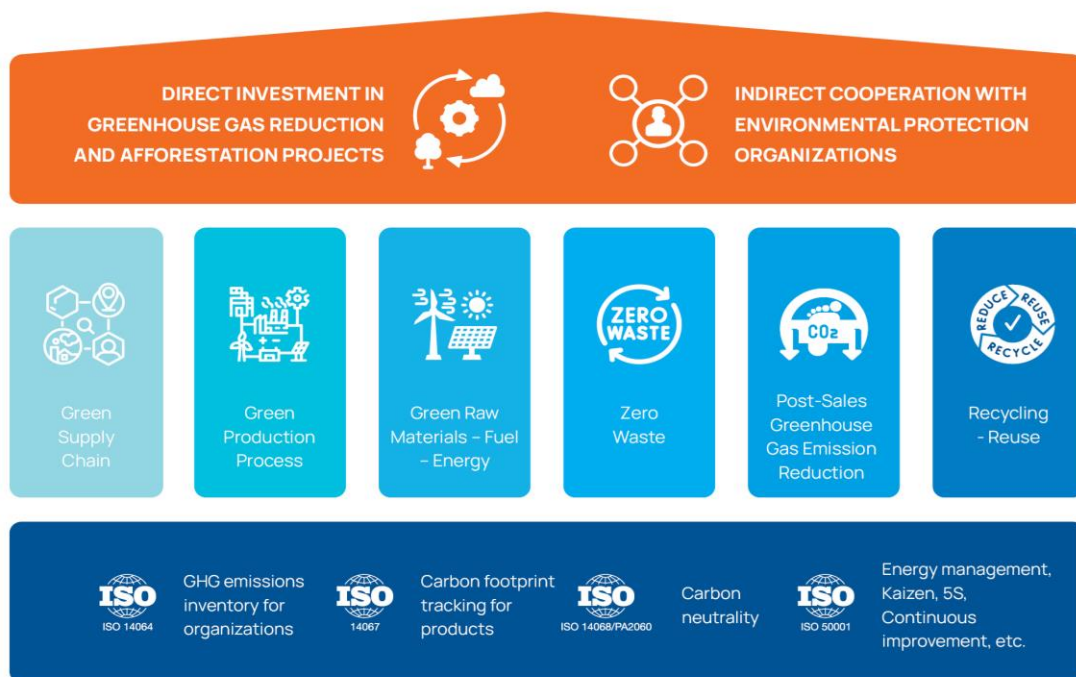 DIRECT INVESTMENT IN
GREENHOUSE GAS REDUCTION
AND AFFORESTATION PROJECTS
INDIRECT COOPERATION WITH
ENVIRONMENTAL PROTECTION
ORGANIZATIONS
Green
Supply
Chain
Green
Production
Process
Green Raw
Materials – Fuel
– Energy
ZERO
WASTE
Zero
Waste
CO₂
Post-Sales
Greenhouse
Gas Emission
Reduction
REDUCE
REUSE
RECYCLE
Recycling
- Reuse
ISO
ISO 14064
GHG emissions
inventory for
organizations
ISO
14067
Carbon footprint
tracking for
products
ISO
ISO 14068/PA2060
Carbon
neutrality
ISO
ISO 50001
Energy management,
Kaizen, 5S,
Continuous
improvement, etc.